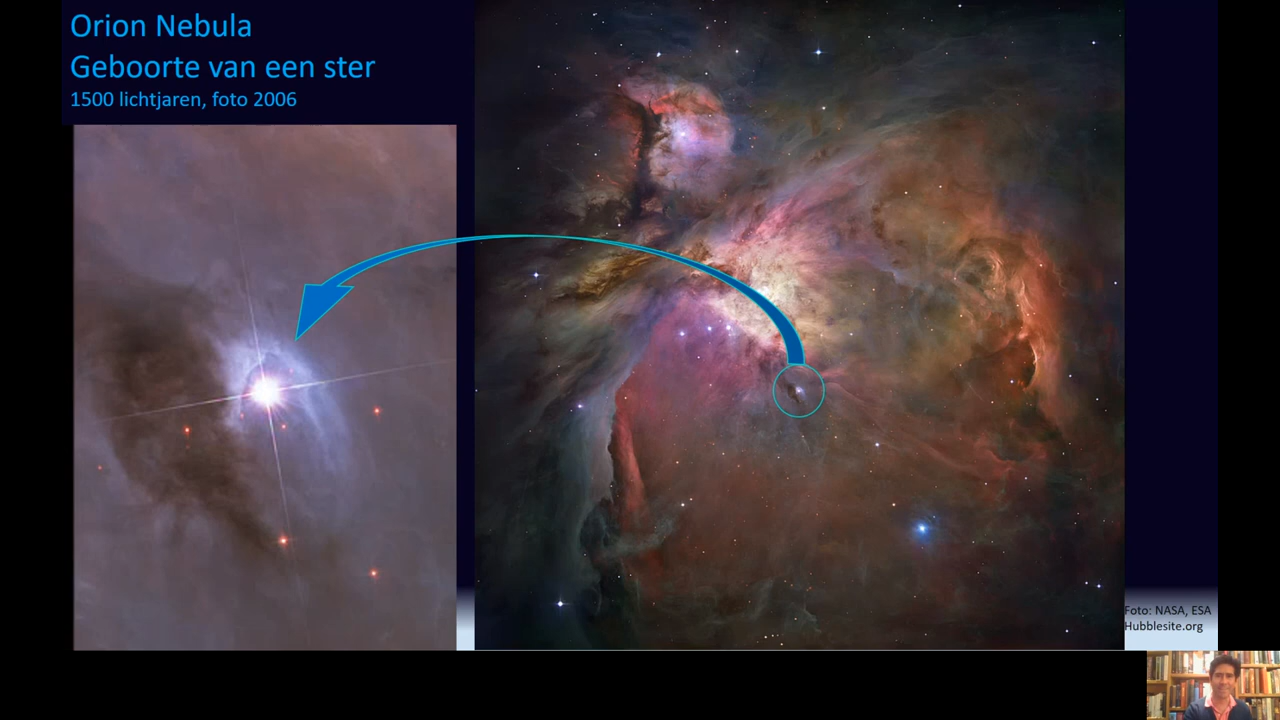 Orion Nebula
Geboorte van een ster
1500 lichtjaren, foto 2006
Foto: NASA, ESA
Hubblesite.org